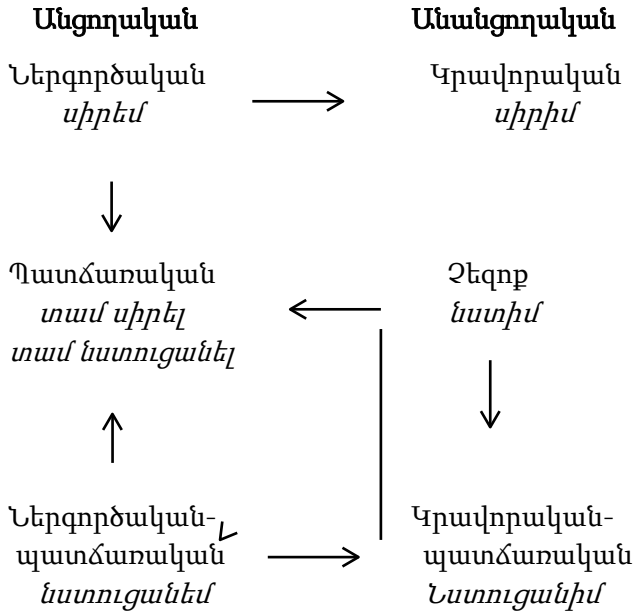 Անցողական
Անանցողական
Ներգործական
սիրեմ
Կրավորական
սիրիմ
Պատճառական
տամ սիրել
տամ նստուցանել
Չեզոք
նստիմ
Ներգործական-
պատճառական
նստուցանեմ
Կրավորական-
պատճառական
Նստուցանիմ